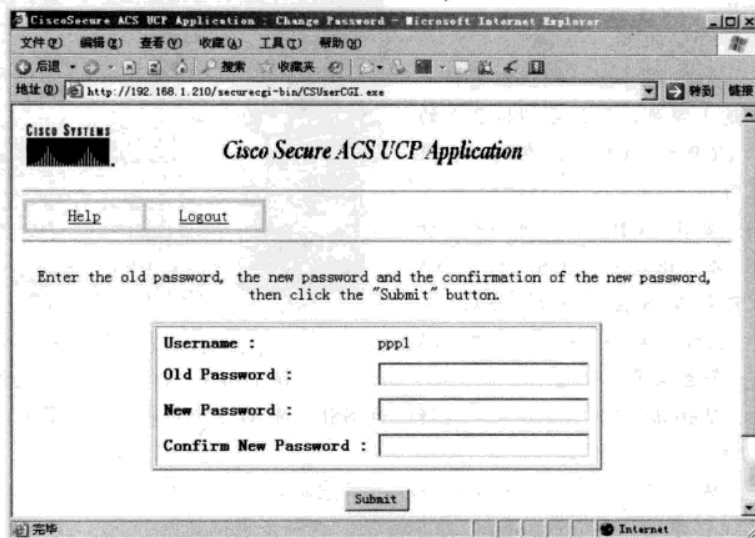 CiscoSecure ACS UCP Application : Change Password - Microsoft Internet Explorer
文件(F) 编辑(E) 查看(V) 收藏(A) 工具(T) 帮助(H)
后退 搜索 收藏夹
地址(D) http://192.168.1.210/securecgi-bin/CSUserCGI.exe 转到 链接
CISCO SYSTEMS
Cisco Secure ACS UCP Application
Help Logout
Enter the old password, the new password and the confirmation of the new password,
then click the "Submit" button.
Username : ppp1
Old Password :
New Password :
Confirm New Password :
Submit
完毕 Internet